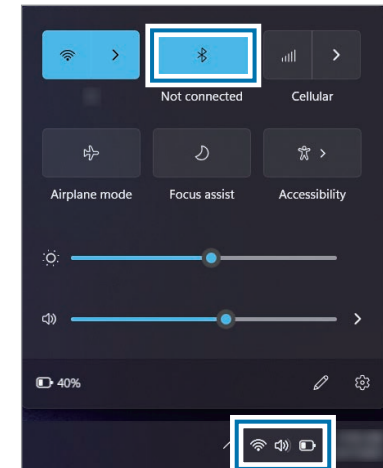 Not connected
Cellular
Airplane mode
Focus assist
Accessibility
40%